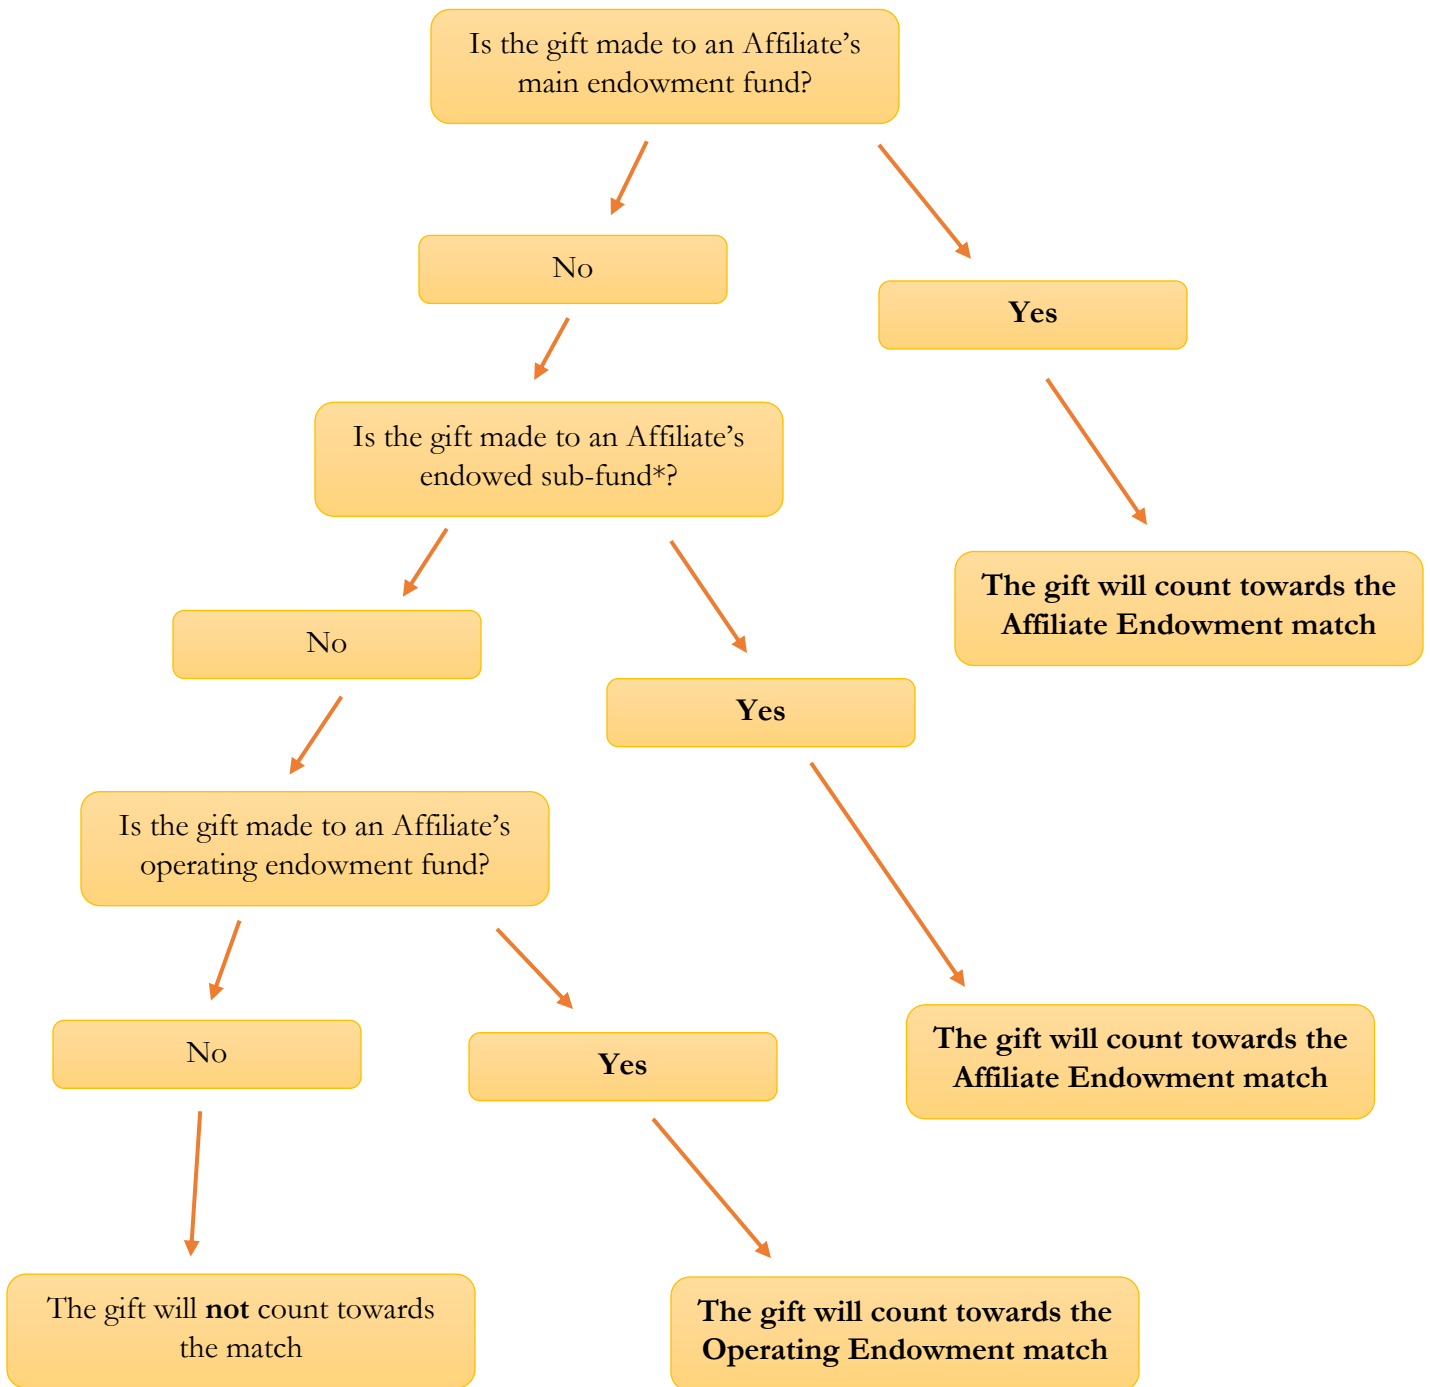 Is the gift made to an Affiliate’s
main endowment fund?
No
Yes
Is the gift made to an Affiliate’s
endowed sub-fund*?
The gift will count towards the
Affiliate Endowment match
No
Yes
Is the gift made to an Affiliate’s
operating endowment fund?
No
Yes
The gift will count towards the
Affiliate Endowment match
The gift will not count towards
the match
The gift will count towards the
Operating Endowment match